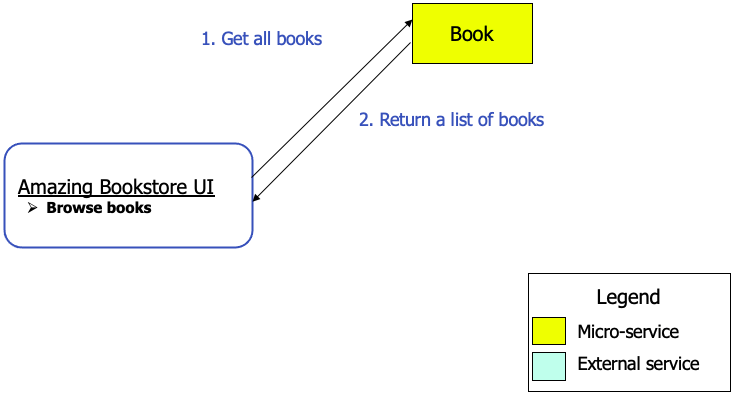 1. Get all books
Book
2. Return a list of books
Amazing Bookstore UI
➢ Browse books
Legend
Micro-service
External service